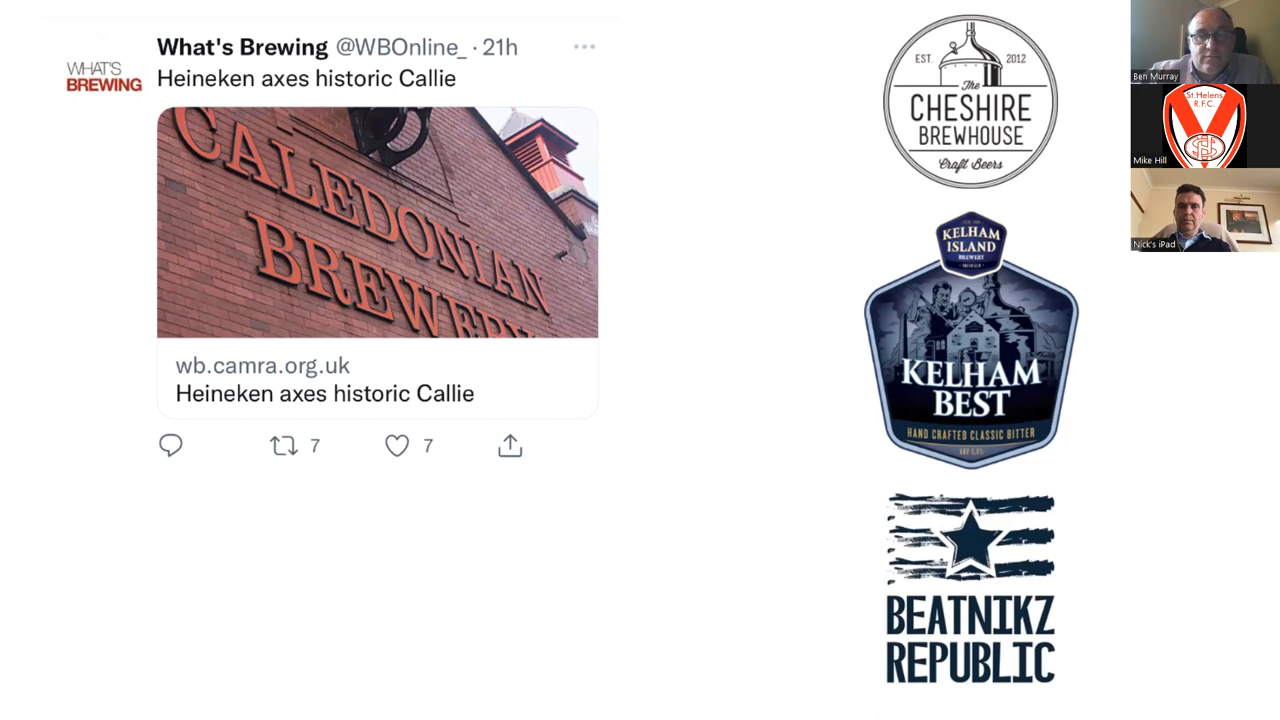 What's Brewing @WBOnline_ · 21h
Heineken axes historic Callie
WHAT'S
BREWING
CALEDONIAN
BREWERY
wb.camra.org.uk
Heineken axes historic Callie
7
7
EST. 2012
The
CHESHIRE
BREWHOUSE
Craft Beers
KELHAM
ISLAND
BREWERY
KELHAM
BEST
HAND CRAFTED CLASSIC BITTER
BEATNIKZ
REPUBLIC
Ben Murray
St.Helens
R.F.C.
Mike Hill
Nick's iPad